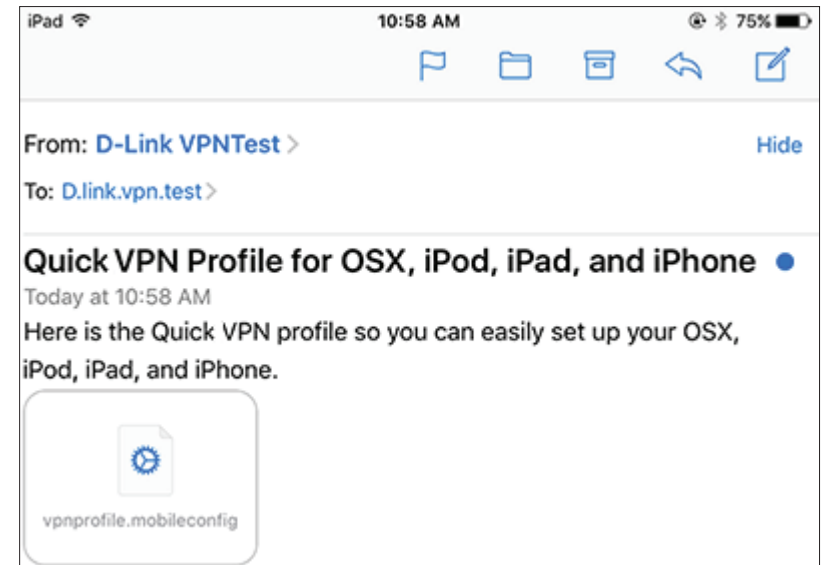 iPad 10:58 AM 75%
From: D-Link VPNTest
Hide
To: D.link.vpn.test
Quick VPN Profile for OSX, iPod, iPad, and iPhone
Today at 10:58 AM
Here is the Quick VPN profile so you can easily set up your OSX,
iPod, iPad, and iPhone.
vpnprofile.mobileconfig